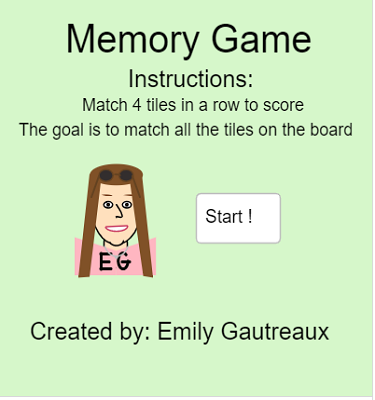 Memory Game
Instructions:
Match 4 tiles in a row to score
The goal is to match all the tiles on the board
Start !
EG
Created by: Emily Gautreaux